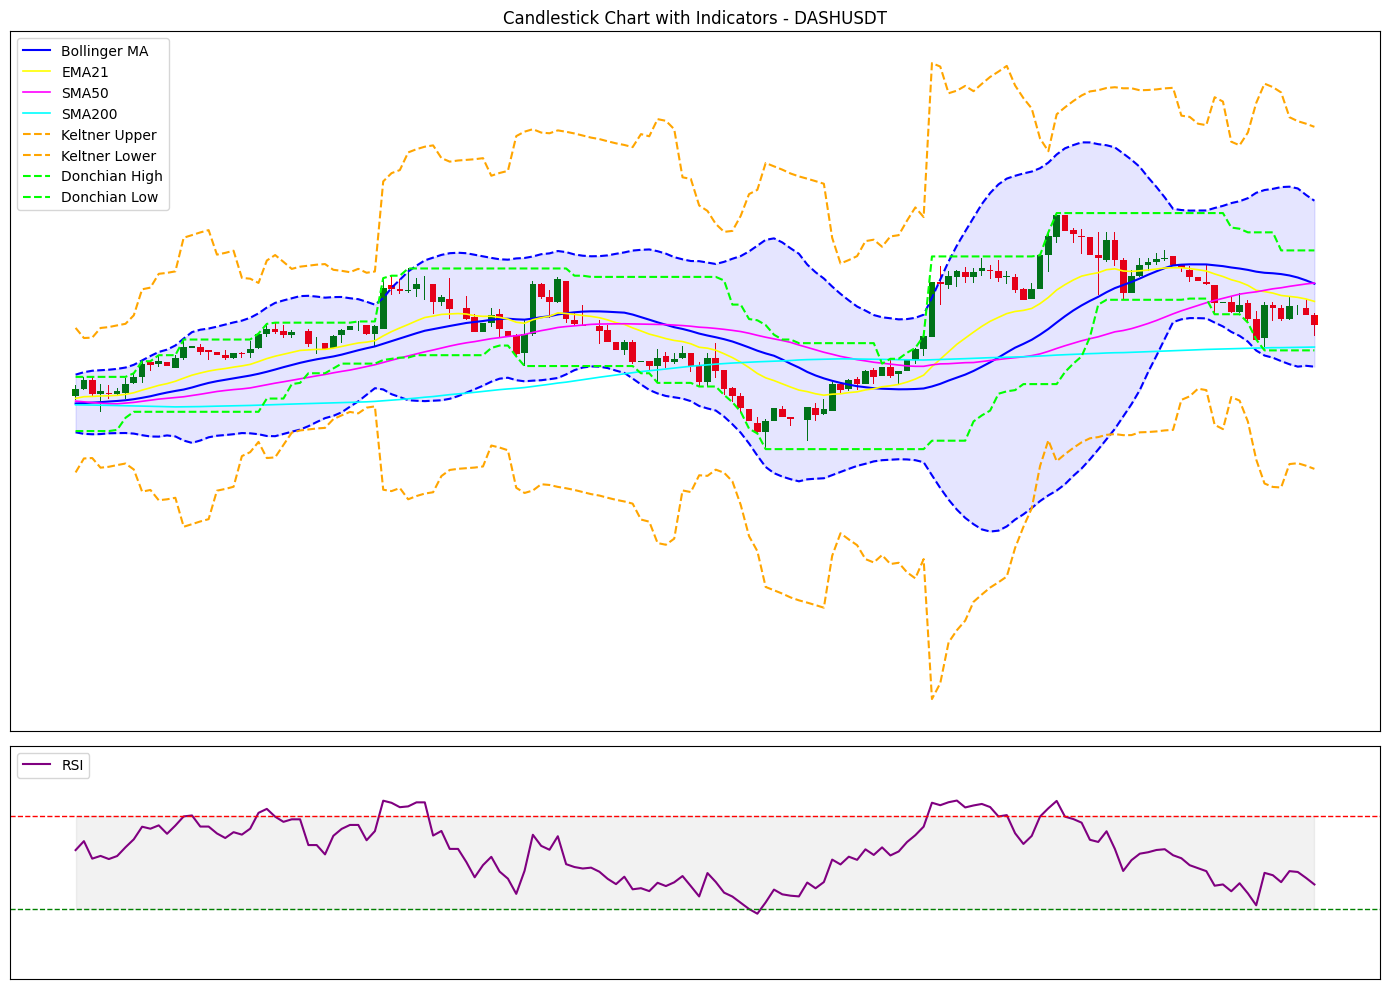 Candlestick Chart with Indicators - DASHUSDT
Bollinger MA
EMA21
SMA50
SMA200
Keltner Upper
Keltner Lower
Donchian High
Donchian Low
RSI